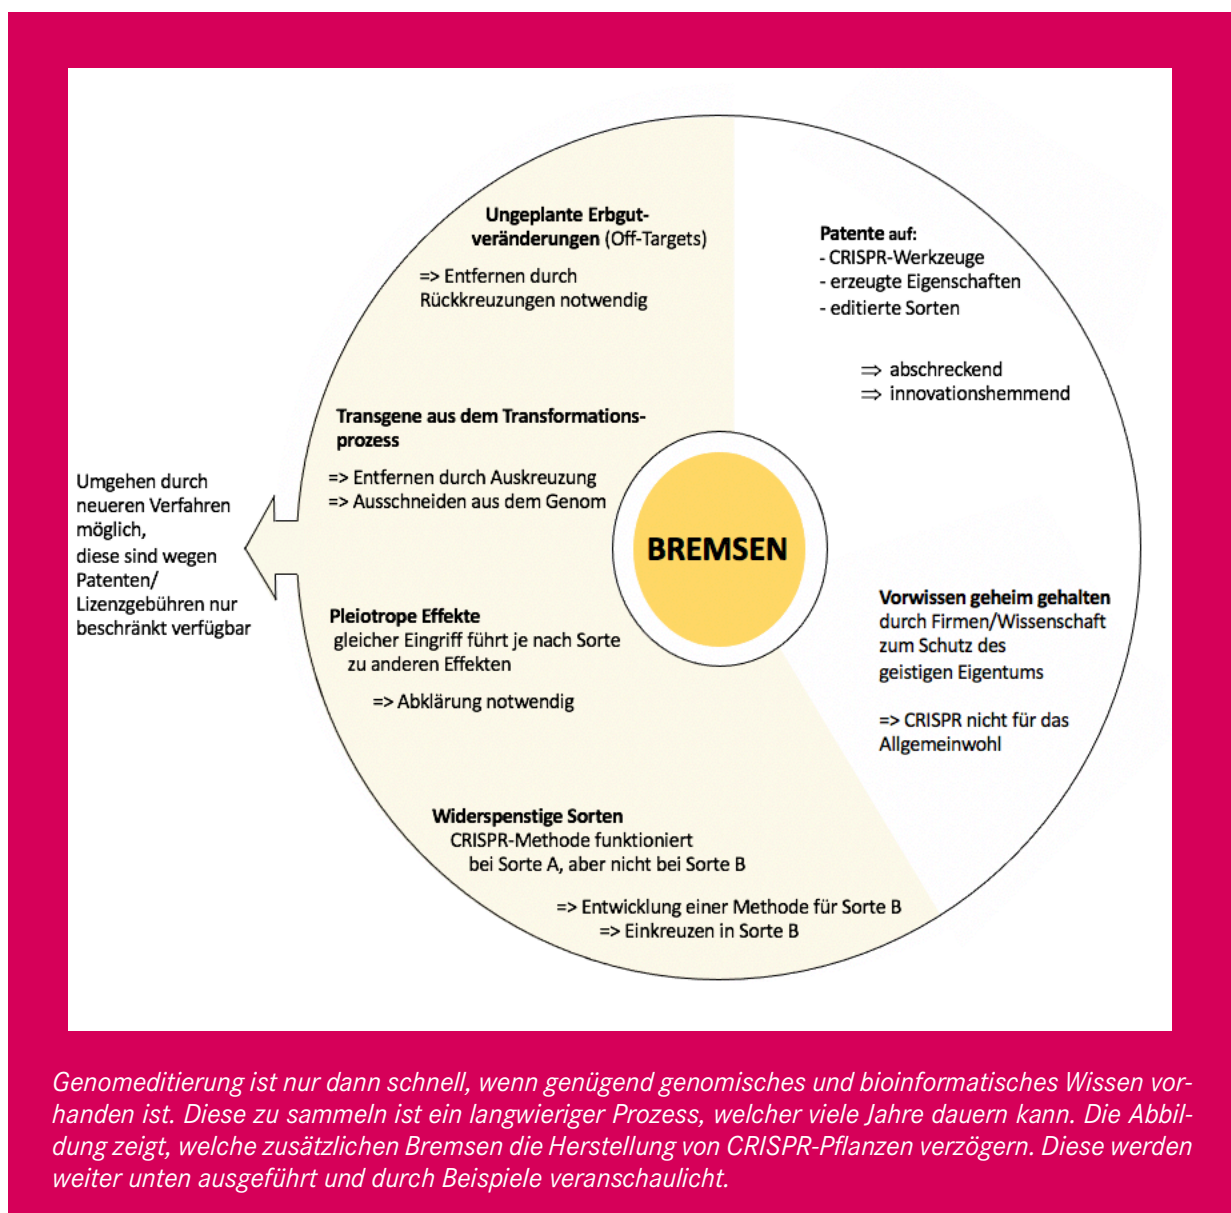 Ungeplante Erbgut-
veränderungen (Off-Targets)
=> Entfernen durch
Rückkreuzungen notwendig
Patente auf:
- CRISPR-Werkzeuge
- erzeugte Eigenschaften
- editierte Sorten
⇒ abschreckend
⇒ innovationshemmend
Transgene aus dem Transformations-
prozess
=> Entfernen durch Auskreuzung
=> Ausschneiden aus dem Genom
Umgehen durch
neueren Verfahren
möglich,
diese sind wegen
Patenten/
Lizenzgebühren nur
beschränkt verfügbar
BREMSEN
Pleiotrope Effekte
gleicher Eingriff führt je nach Sorte
zu anderen Effekten
=> Abklärung notwendig
Vorwissen geheim gehalten
durch Firmen/Wissenschaft
zum Schutz des
geistigen Eigentums
=> CRISPR nicht für das
Allgemeinwohl
Widerspenstige Sorten
CRISPR-Methode funktioniert
bei Sorte A, aber nicht bei Sorte B
=> Entwicklung einer Methode für Sorte B
=> Einkreuzen in Sorte B
Genomeditierung ist nur dann schnell, wenn genügend genomisches und bioinformatisches Wissen vor-
handen ist. Diese zu sammeln ist ein langwieriger Prozess, welcher viele Jahre dauern kann. Die Abbil-
dung zeigt, welche zusätzlichen Bremsen die Herstellung von CRISPR-Pflanzen verzögern. Diese werden
weiter unten ausgeführt und durch Beispiele veranschaulicht.